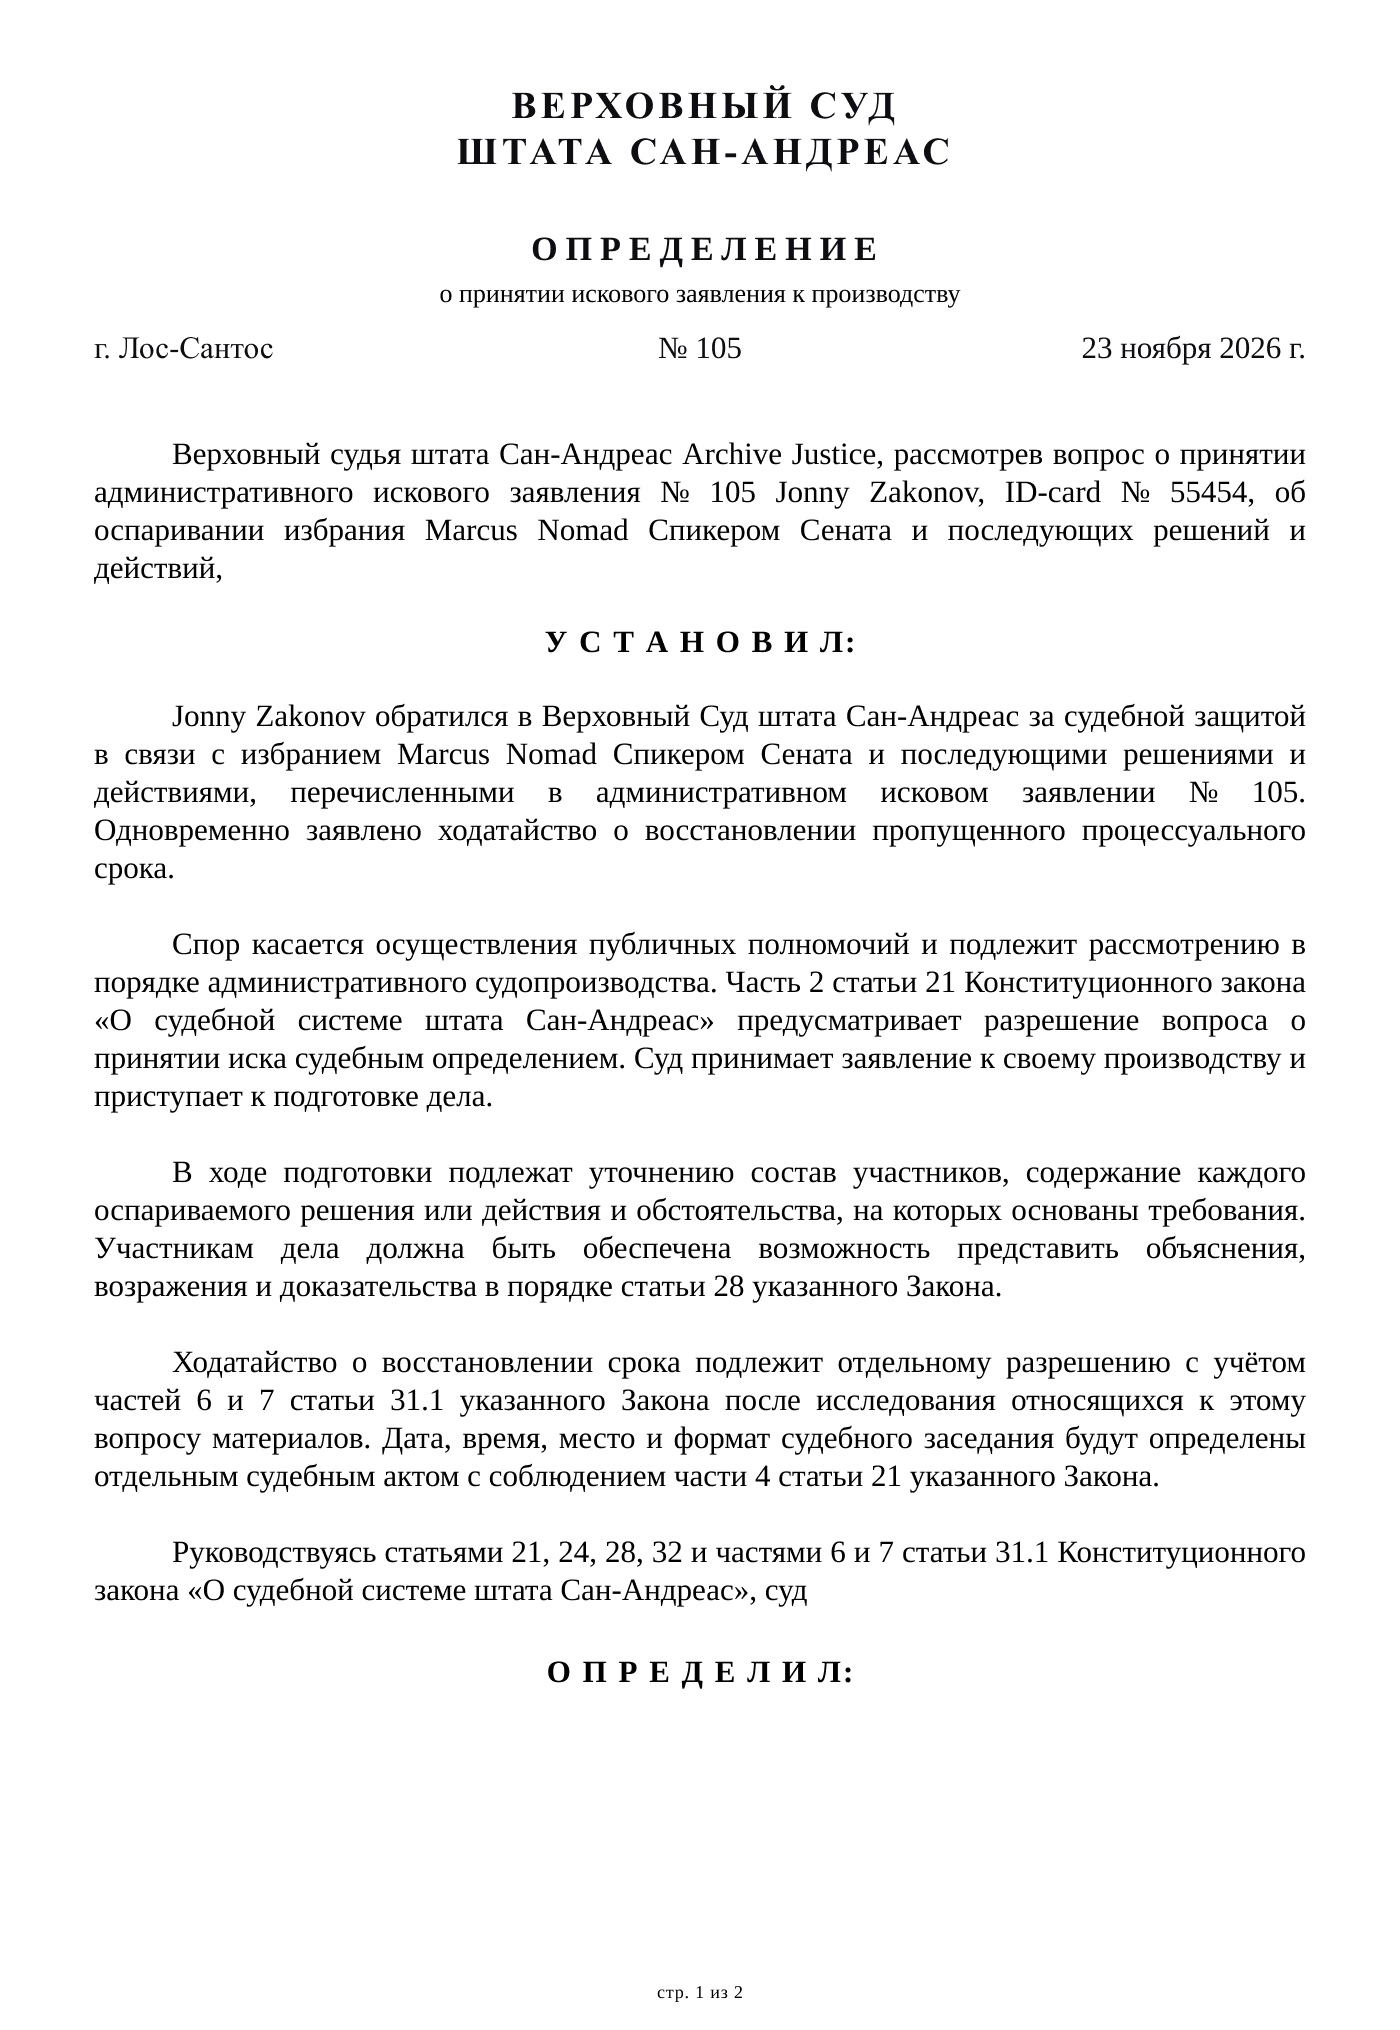 ВЕРХОВНЫЙ СУД
ШТАТА САН-АНДРЕАС
ОПРЕДЕЛЕНИЕ
о принятии искового заявления к производству
г. Лос-Сантос № 105 23 ноября 2026 г.
Верховный судья штата Сан-Андреас Archive Justice, рассмотрев вопрос о принятии
административного искового заявления № 105 Jonny Zakonov, ID-card № 55454, об
оспаривании избрания Marcus Nomad Спикером Сената и последующих решений и
действий,
УСТАНОВИЛ:
Jonny Zakonov обратился в Верховный Суд штата Сан-Андреас за судебной защитой
в связи с избранием Marcus Nomad Спикером Сената и последующими решениями и
действиями, перечисленными в административном исковом заявлении № 105.
Одновременно заявлено ходатайство о восстановлении пропущенного процессуального
срока.
Спор касается осуществления публичных полномочий и подлежит рассмотрению в
порядке административного судопроизводства. Часть 2 статьи 21 Конституционного закона
«О судебной системе штата Сан-Андреас» предусматривает разрешение вопроса о
принятии иска судебным определением. Суд принимает заявление к своему производству и
приступает к подготовке дела.
В ходе подготовки подлежат уточнению состав участников, содержание каждого
оспариваемого решения или действия и обстоятельства, на которых основаны требования.
Участникам дела должна быть обеспечена возможность представить объяснения,
возражения и доказательства в порядке статьи 28 указанного Закона.
Ходатайство о восстановлении срока подлежит отдельному разрешению с учётом
частей 6 и 7 статьи 31.1 указанного Закона после исследования относящихся к этому
вопросу материалов. Дата, время, место и формат судебного заседания будут определены
отдельным судебным актом с соблюдением части 4 статьи 21 указанного Закона.
Руководствуясь статьями 21, 24, 28, 32 и частями 6 и 7 статьи 31.1 Конституционного
закона «О судебной системе штата Сан-Андреас», суд
ОПРЕДЕЛИЛ:
стр. 1 из 2